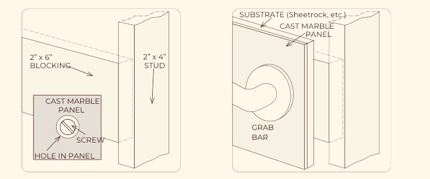 2" x 6"
BLOCKING
2" x 4"
STUD
CAST MARBLE
PANEL
SCREW
HOLE IN PANEL
SUBSTRATE (Sheetrock, etc.)
CAST MARBLE
PANEL
GRAB
BAR